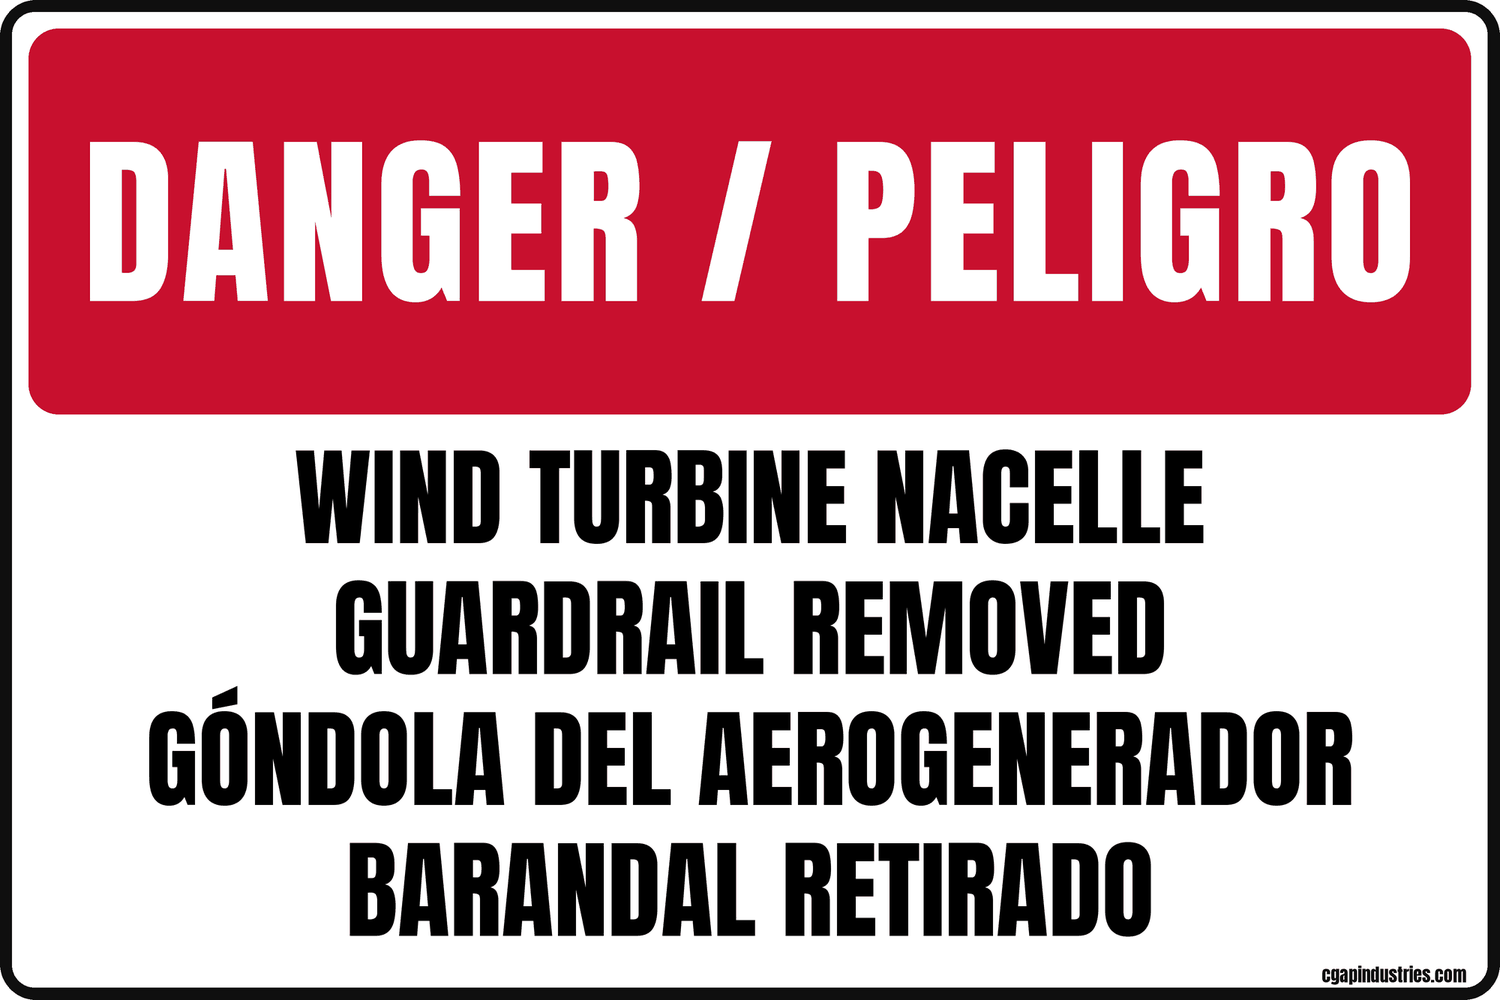 DANGER / PELIGRO
WIND TURBINE NACELLE
GUARDRAIL REMOVED
GÓNDOLA DEL AEROGENERADOR
BARANDAL RETIRADO
cgapindustries.com